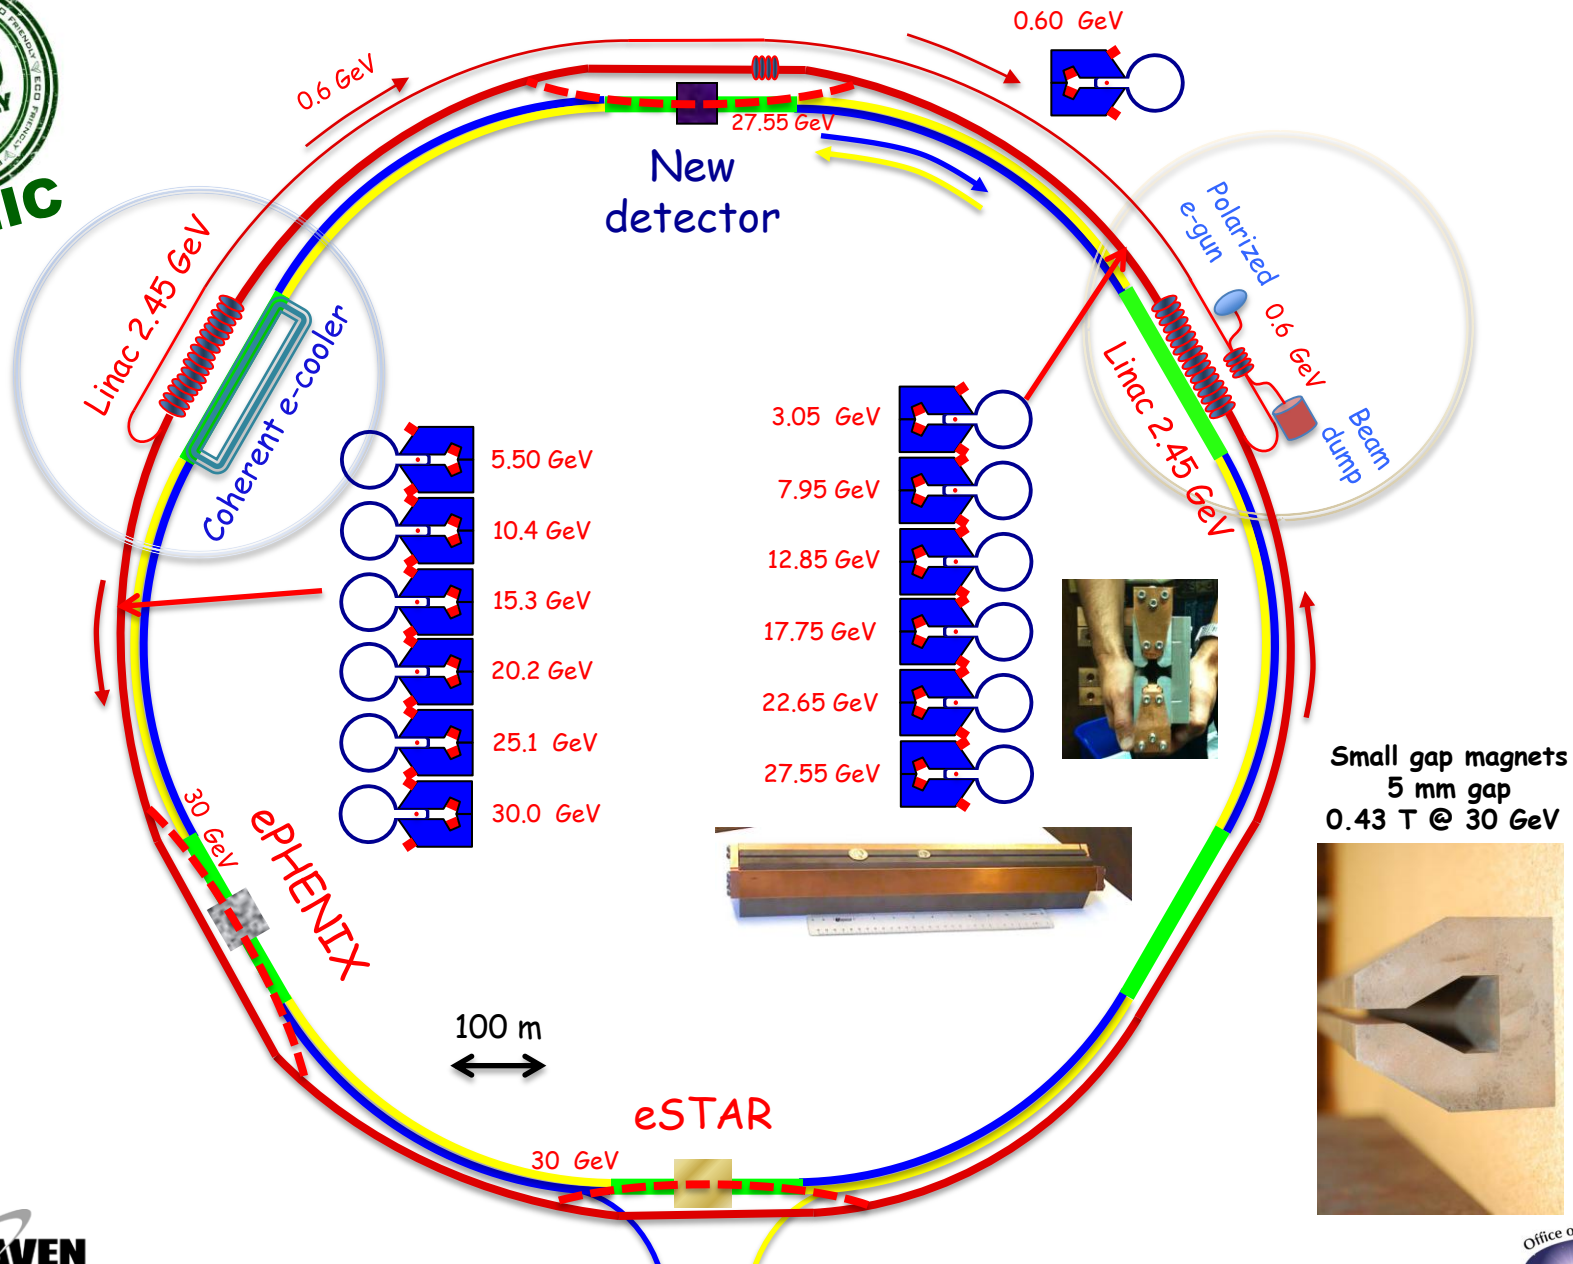 0.60 GeV
0.6 GeV
27.55 GeV
New
detector
Linac 2.45 GeV
Coherent e-cooler
Polarized
e-gun
0.6 GeV
Linac 2.45 GeV
Beam
dump
5.50 GeV
10.4 GeV
15.3 GeV
20.2 GeV
25.1 GeV
30.0 GeV
3.05 GeV
7.95 GeV
12.85 GeV
17.75 GeV
22.65 GeV
27.55 GeV
Small gap magnets
5 mm gap
0.43 T @ 30 GeV
30 GeV
ePHENIX
100 m
eSTAR
30 GeV
Office o